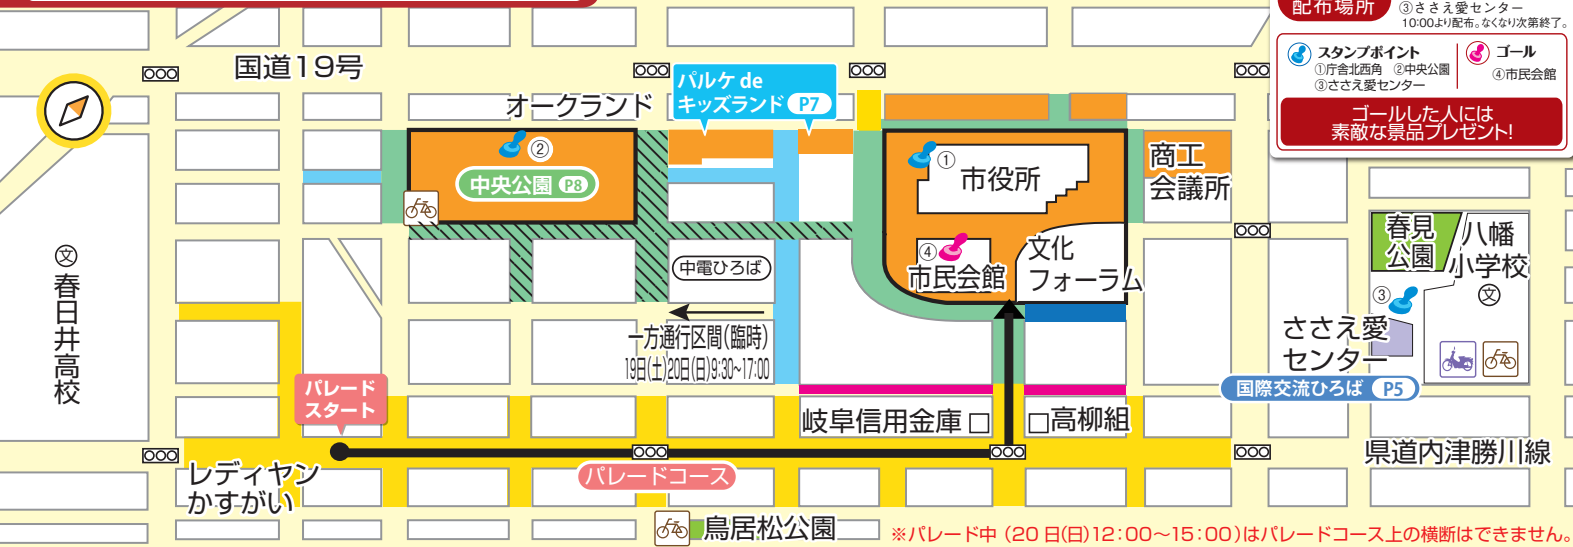 配布場所
③ささえ愛センター
10:00より配布。なくなり次第終了。
スタンプポイント
①庁舎北西角 ②中央公園
③ささえ愛センター
ゴール
④市民会館
ゴールした人には
素敵な景品プレゼント!
国道19号
オークランド
パルケ de
キッズランド P7
②
中央公園 P8
①
市役所
商工
会議所
④
市民会館
文化
フォーラム
春見
公園
八幡
小学校
文
③
ささえ愛
センター
国際交流ひろば P5
文
春日井高校
中電ひろば
一方通行区間(臨時)
19日(土)20日(日)9:30~17:00
パレード
スタート
岐阜信用金庫
高柳組
レディヤン
かすがい
パレードコース
県道内津勝川線
鳥居松公園
※パレード中 (20日(日)12:00~15:00)はパレードコース上の横断はできません。